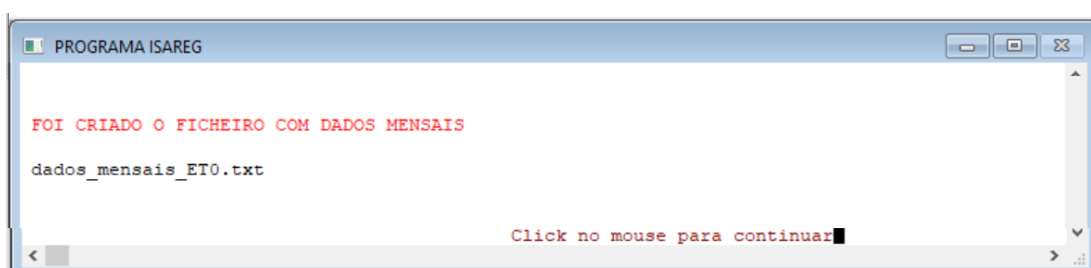 PROGRAMA ISAREG
FOI CRIADO O FICHEIRO COM DADOS MENSAIS
dados_mensais_ET0.txt
Click no mouse para continuar